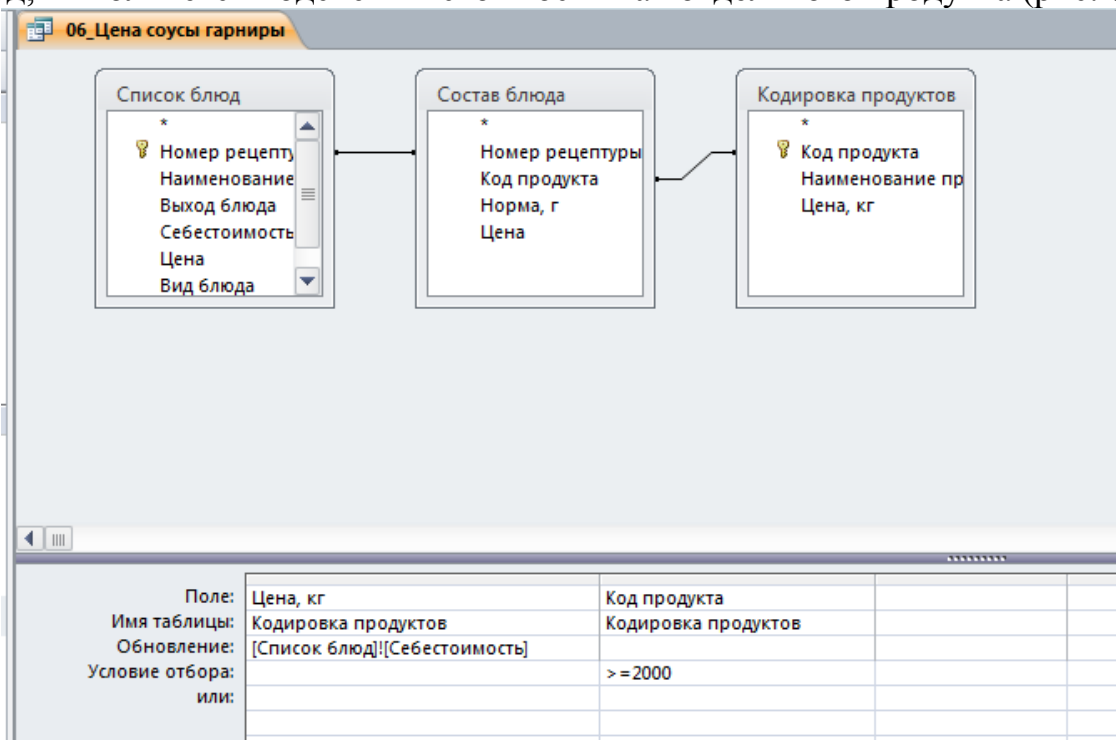 06_Цена соусы гарниры
Список блюд
*
Номер рецепту
Наименование
Выход блюда
Себестоимость
Цена
Вид блюда
Состав блюда
*
Номер рецептуры
Код продукта
Норма, г
Цена
Кодировка продуктов
*
Код продукта
Наименование пр
Цена, кг
Поле: Цена, кг Код продукта
Имя таблицы: Кодировка продуктов Кодировка продуктов
Обновление: [Список блюд]![Себестоимость]
Условие отбора: >=2000
или: